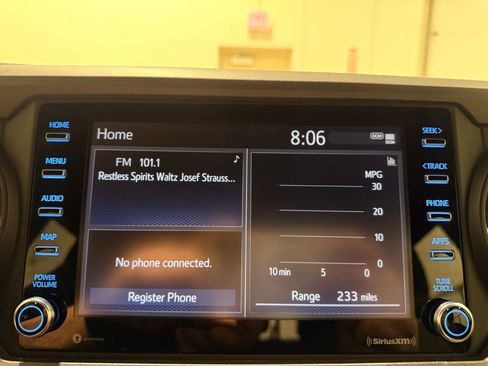 HOME
MENU
AUDIO
MAP
POWER
VOLUME
Home
8:06
DCM
DCM
FM 101.1
Restless Spirits Waltz Josef Strauss...
No phone connected.
Register Phone
MPG
30
20
10
0
10 min 5 0
Range 233 miles
SEEK>
<TRACK
PHONE
APPS
TUNE
SCROLL
SiriusXM